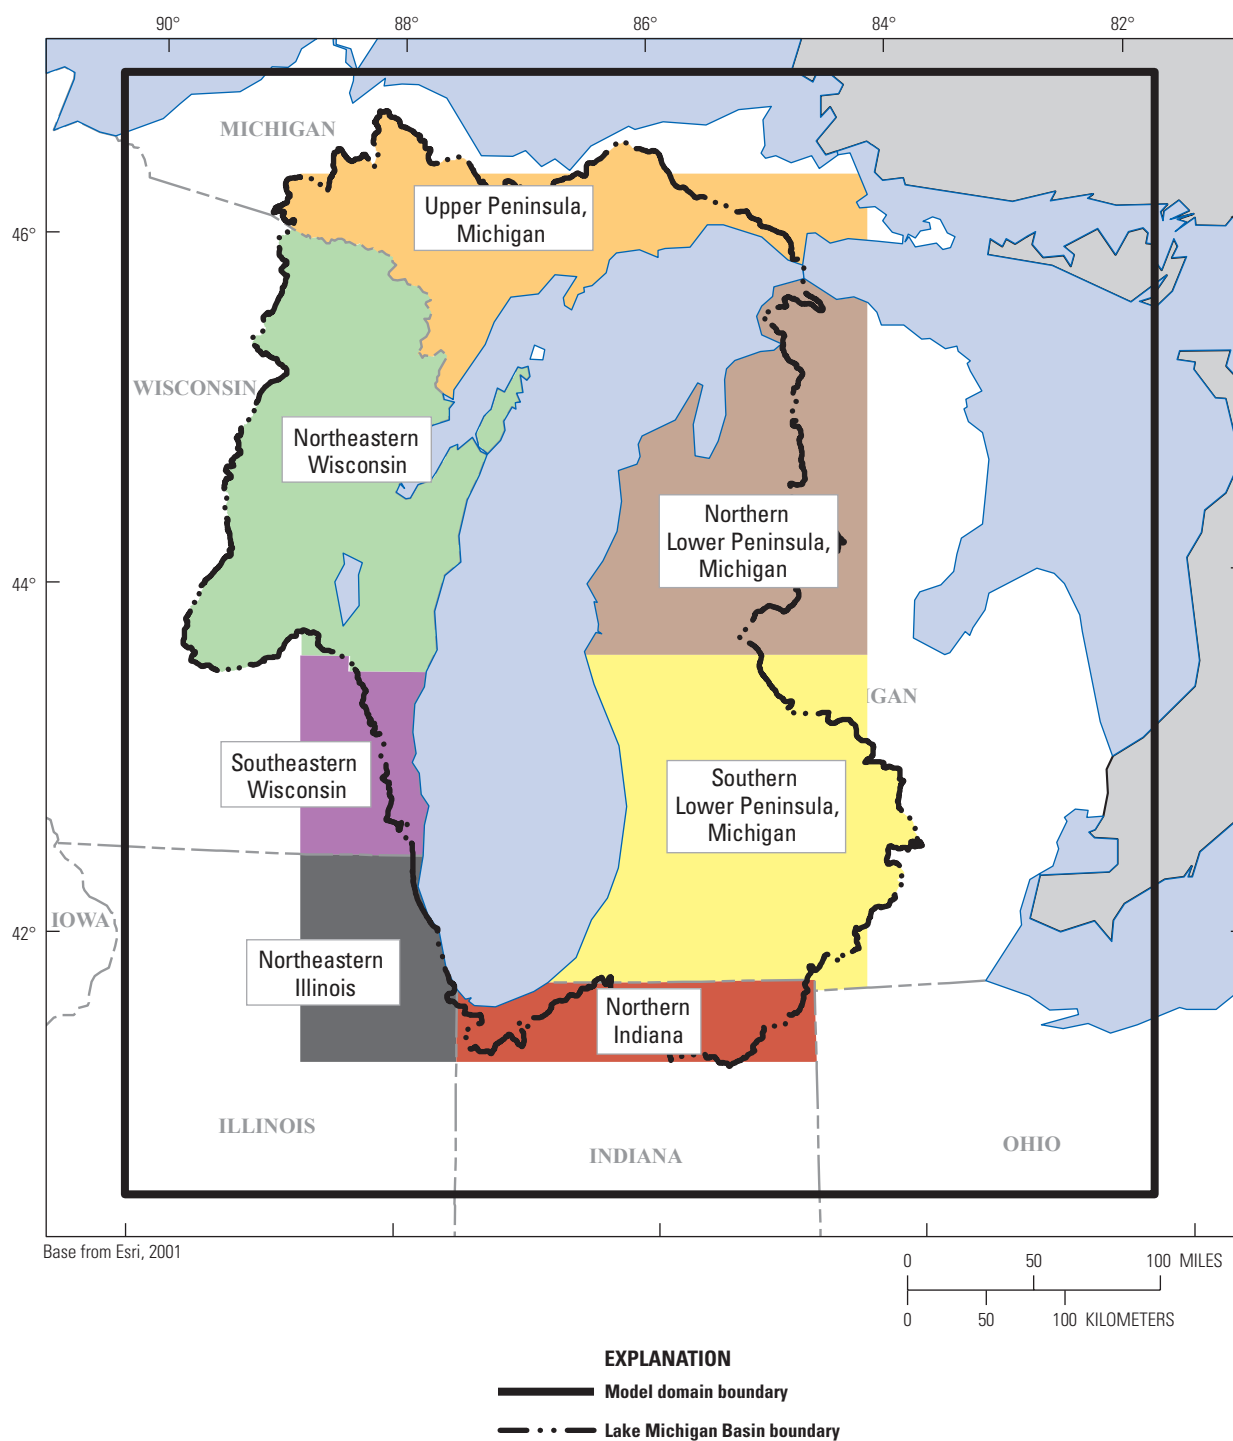 90° 88° 86° 84° 82°
MICHIGAN
Upper Peninsula,
Michigan
46°
WISCONSIN
Northeastern
Wisconsin
Northern
Lower Peninsula,
Michigan
44°
IGAN
Southeastern
Wisconsin
Southern
Lower Peninsula,
Michigan
IOWA
42°
Northeastern
Illinois
Northern
Indiana
ILLINOIS
INDIANA
OHIO
Base from Esri, 2001
0 50 100 MILES
0 50 100 KILOMETERS
EXPLANATION
Model domain boundary
Lake Michigan Basin boundary